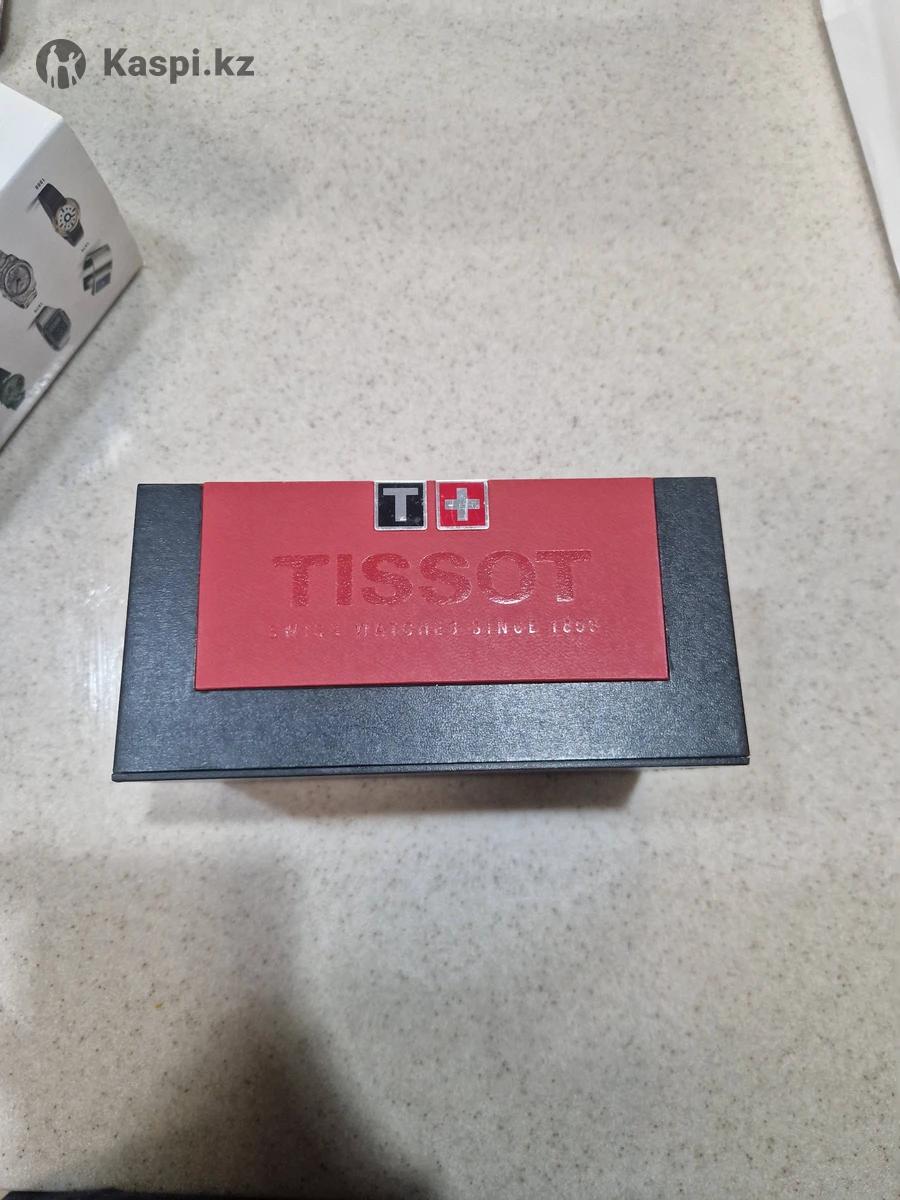 Kaspi.kz
T
TISSOT
SWISS WATCHES SINCE 1853